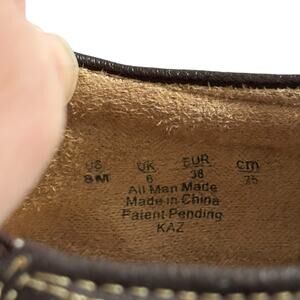 US UK EUR cm
8M 6 38 25
All Man Made
Made in China
Patent Pending
KAZ